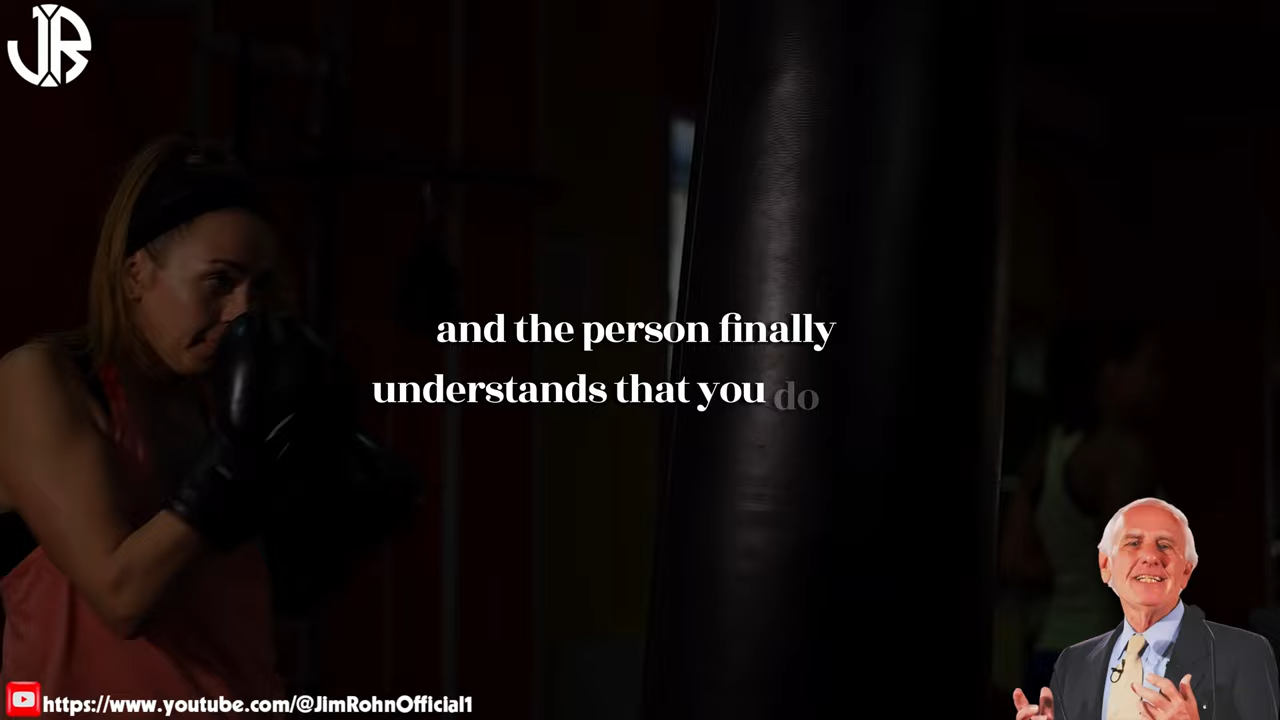 JR
and the person finally
understands that you do
https://www.youtube.com/@JimRohnOfficial1